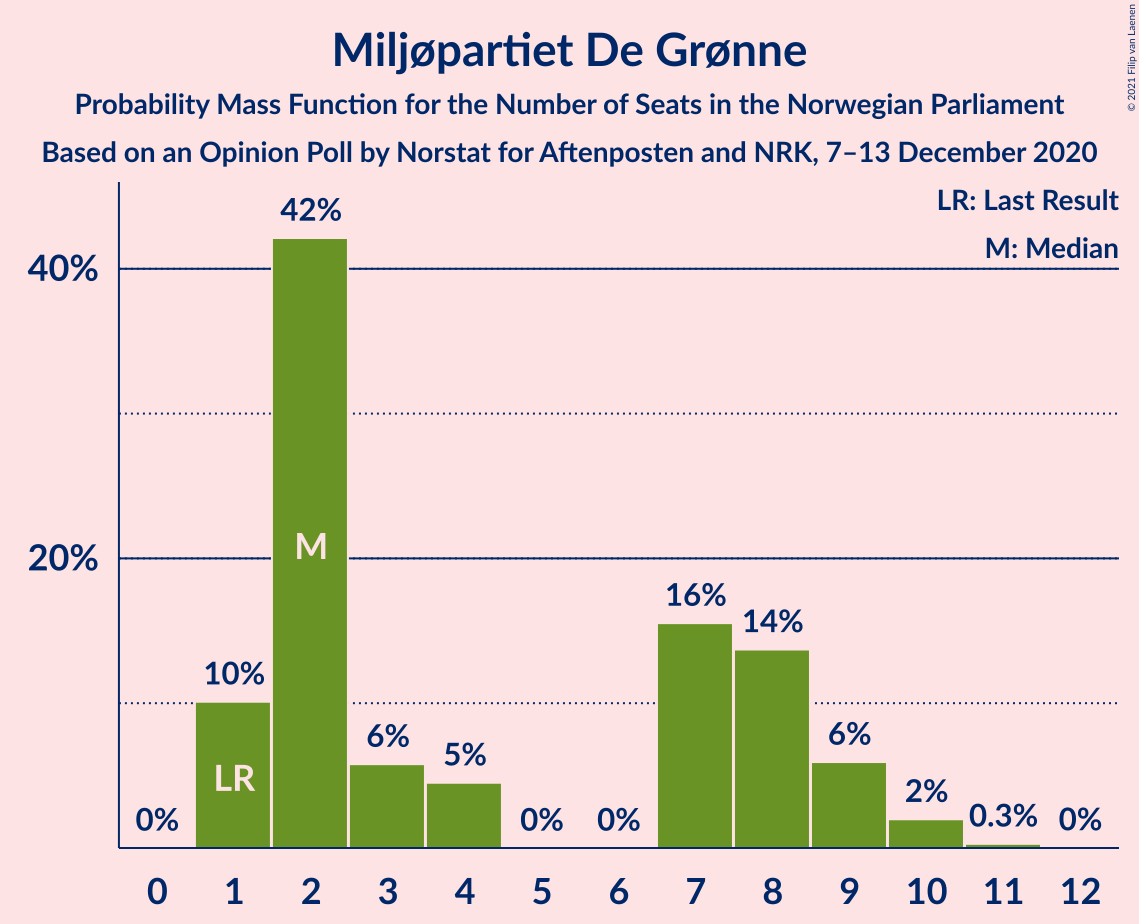 Miljøpartiet De Grønne
Probability Mass Function for the Number of Seats in the Norwegian Parliament
Based on an Opinion Poll by Norstat for Aftenposten and NRK, 7–13 December 2020
© 2021 Filip van Laenen
LR: Last Result
M: Median
40%
20%
0%
10%
42%
6%
5%
0%
0%
16%
14%
6%
2%
0.3%
0%
LR
M
0 1 2 3 4 5 6 7 8 9 10 11 12